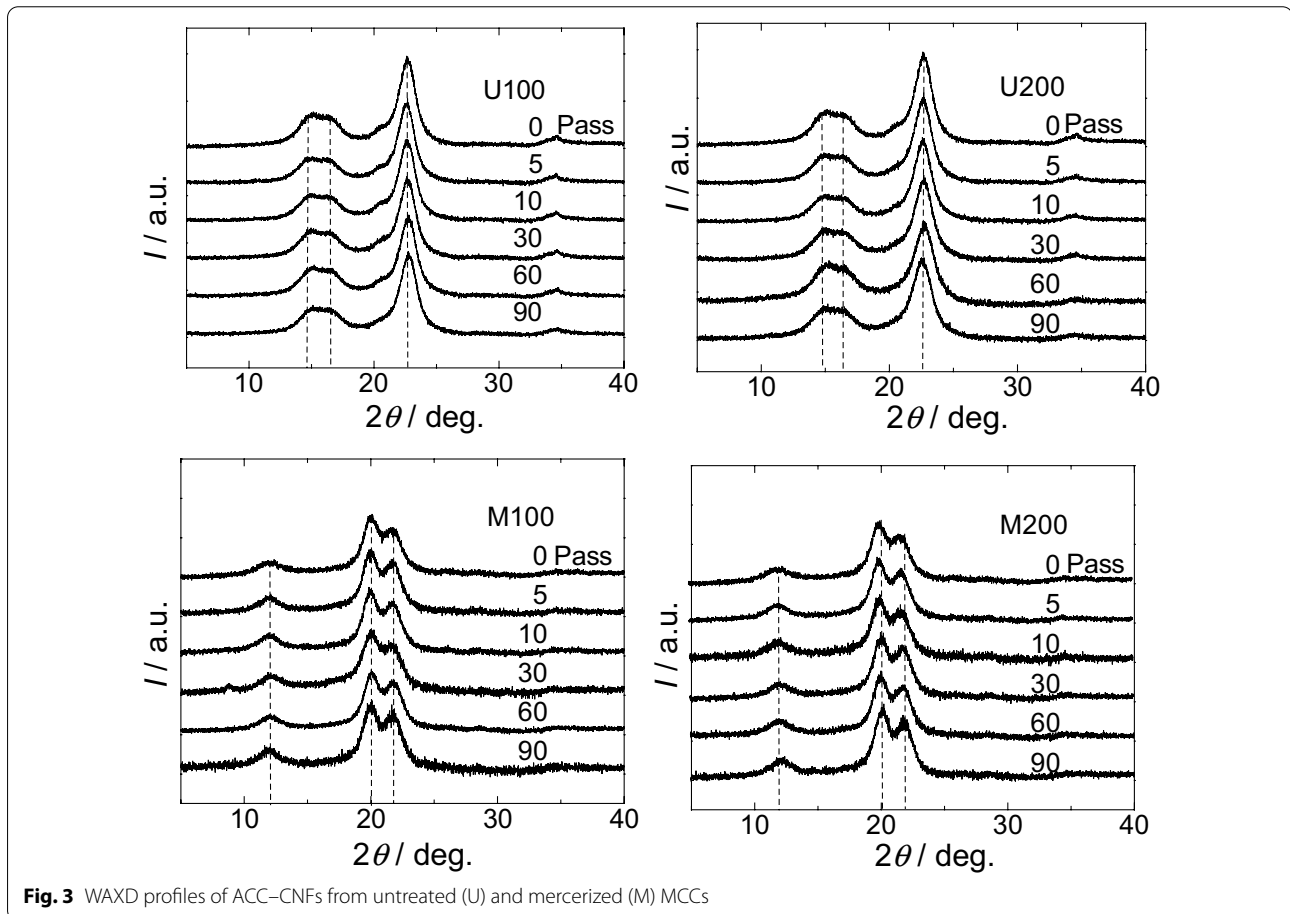 U100
0 Pass
5
10
30
60
90
I / a.u.
10 20 30 40
2θ / deg.
U200
0 Pass
5
10
30
60
90
I / a.u.
10 20 30 40
2θ / deg.
M100
0 Pass
5
10
30
60
90
I / a.u.
10 20 30 40
2θ / deg.
M200
0 Pass
5
10
30
60
90
I / a.u.
10 20 30 40
2θ / deg.
Fig. 3 WAXD profiles of ACC–CNFs from untreated (U) and mercerized (M) MCCs